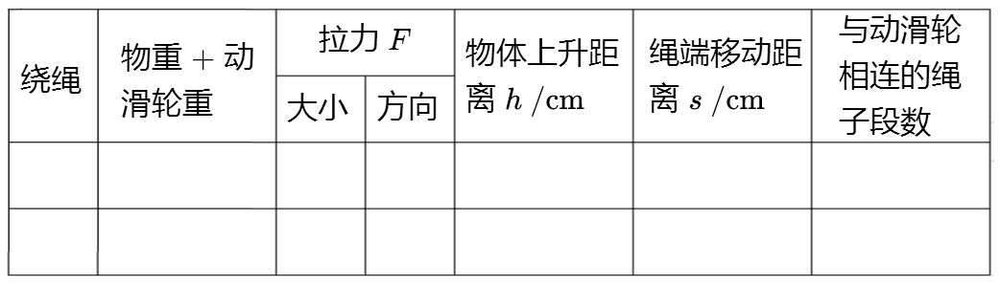 绕绳
物重 + 动
滑轮重
拉力 F
大小
方向
物体上升距
离 h /cm
绳端移动距
离 s /cm
与动滑轮
相连的绳
子段数